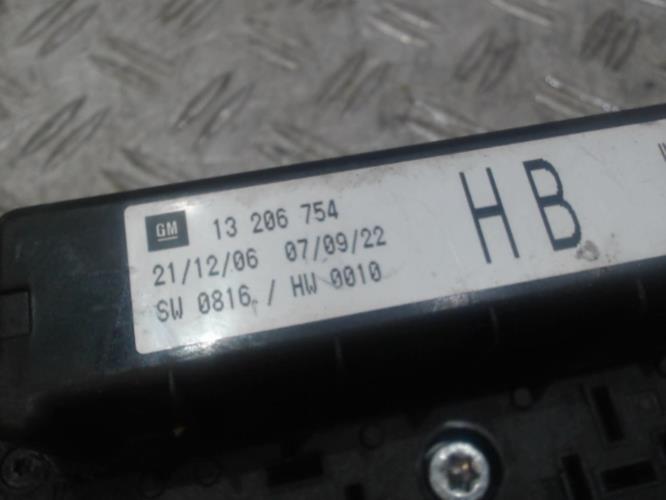 GM 13 206 754
21/12/06 07/09/22
SW 0816 / HW 0010
HB